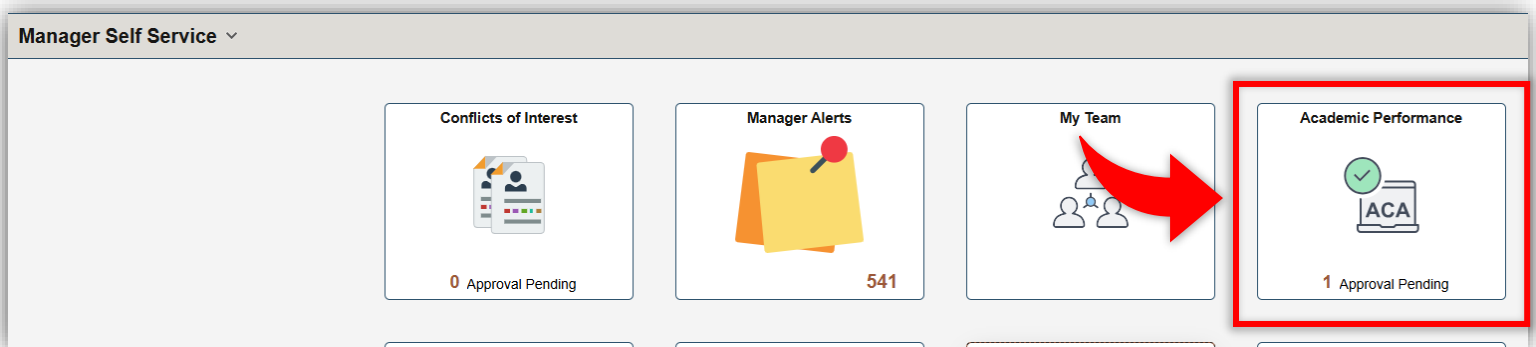 Manager Self Service
Conflicts of Interest
0 Approval Pending
Manager Alerts
541
My Team
Academic Performance
ACA
1 Approval Pending